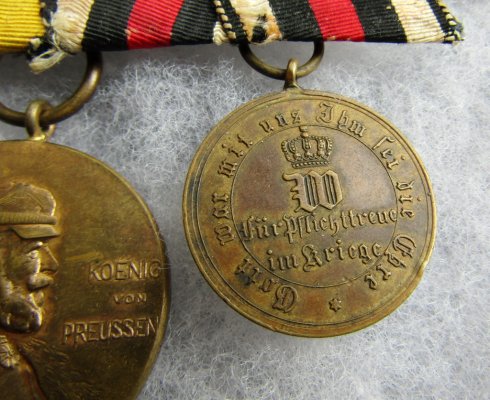 KOENIG
VON
PREUSSEN
Gott war mit uns Ihm sei die Ehre
W
Für Pflichttreue
im Kriege